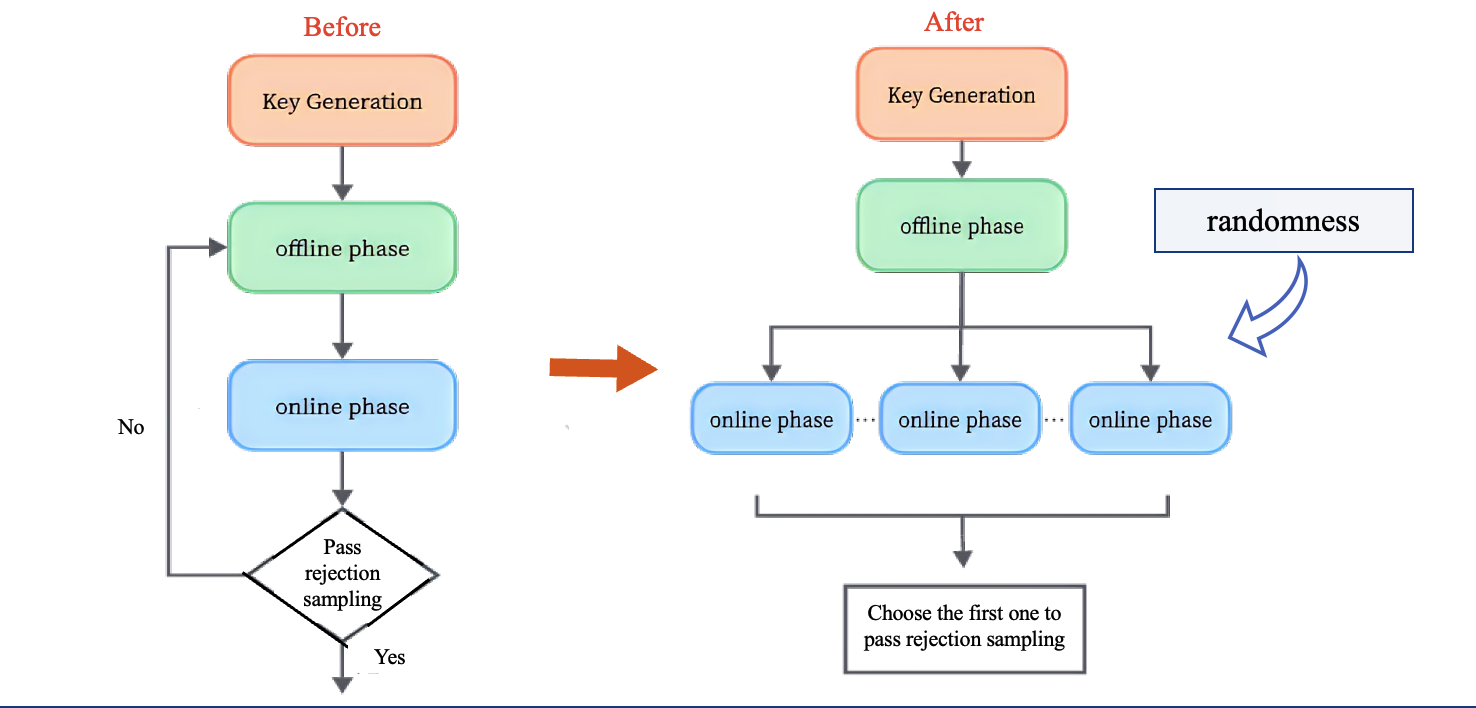 Before
Key Generation
offline phase
online phase
No
Pass
rejection
sampling
Yes
After
Key Generation
offline phase
randomness
online phase ... online phase ... online phase
Choose the first one to
pass rejection sampling